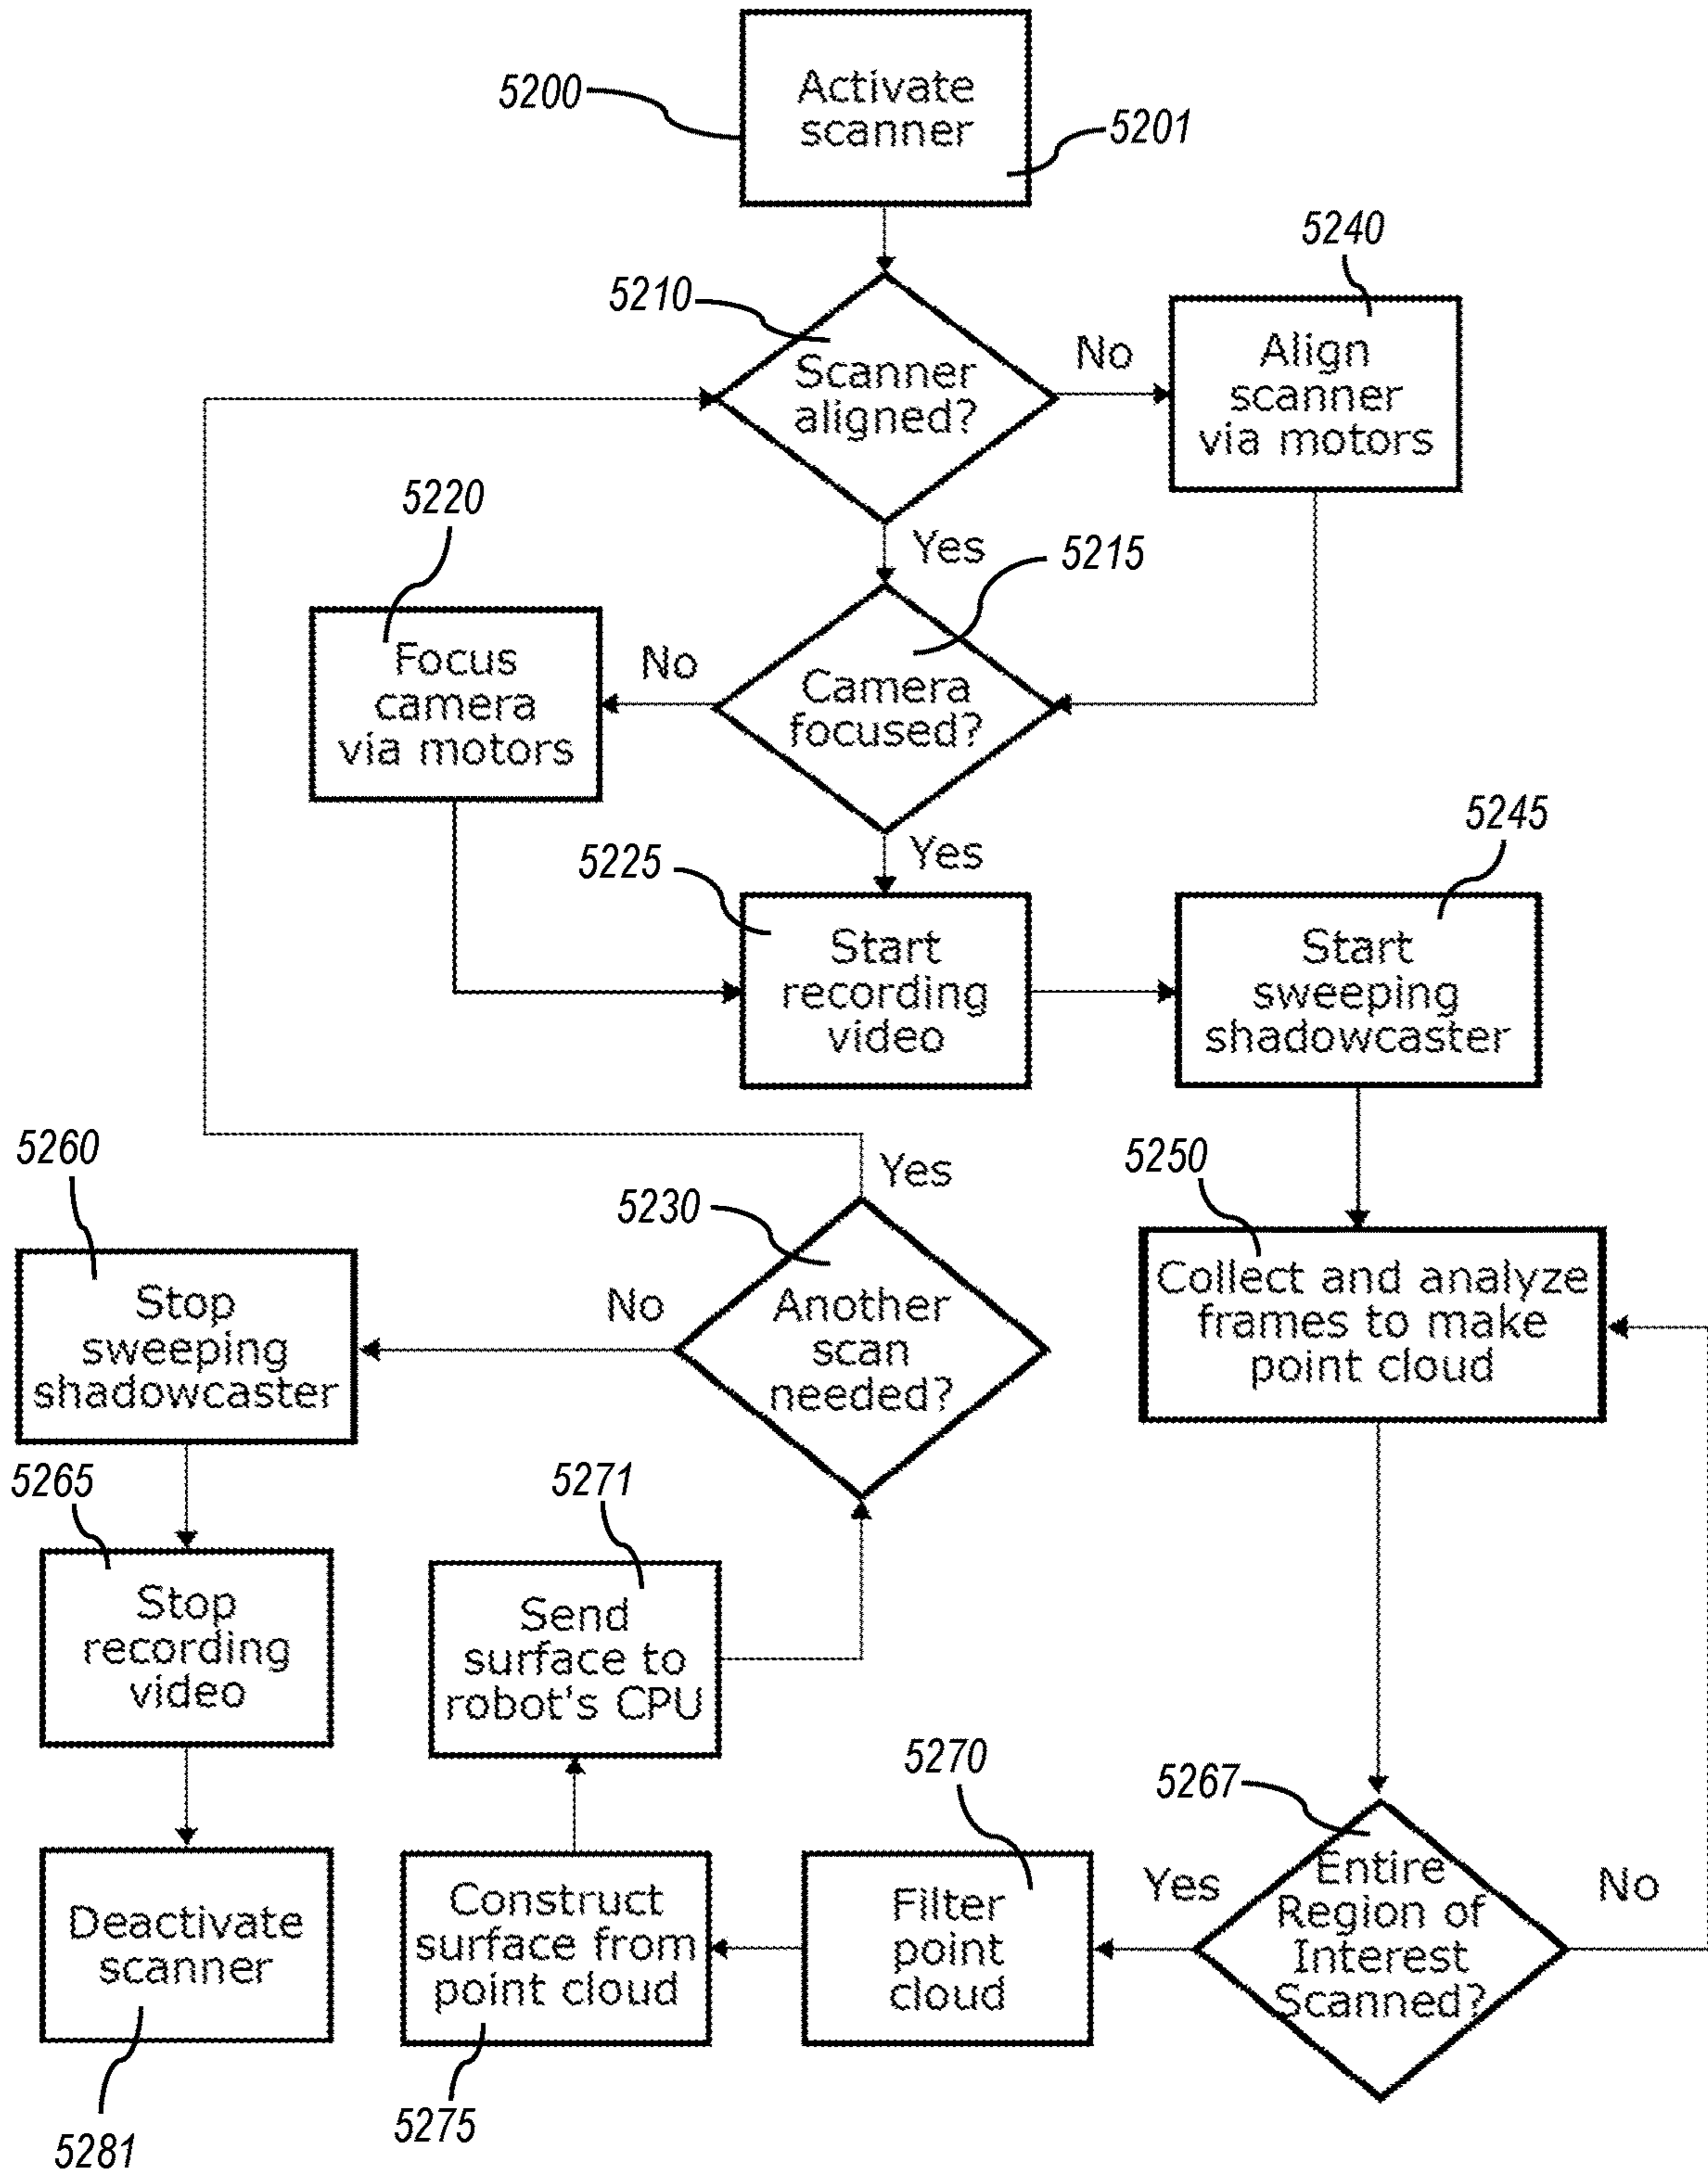 5200
Activate
scanner
5201
5240
5210
Scanner
aligned?
No
Align
scanner
via motors
5220
Yes
5215
Focus
camera
via motors
No
Camera
focused?
5245
5225
Yes
Start
recording
video
Start
sweeping
shadowcaster
5260
Yes
5250
5230
Stop
sweeping
shadowcaster
No
Another
scan
needed?
Collect and analyze
frames to make
point cloud
5265
5271
Stop
recording
video
Send
surface to
robot's CPU
5270
5267
Deactivate
scanner
Construct
surface from
point cloud
Filter
point
cloud
Yes
Entire
Region of
Interest
Scanned?
No
5281
5275